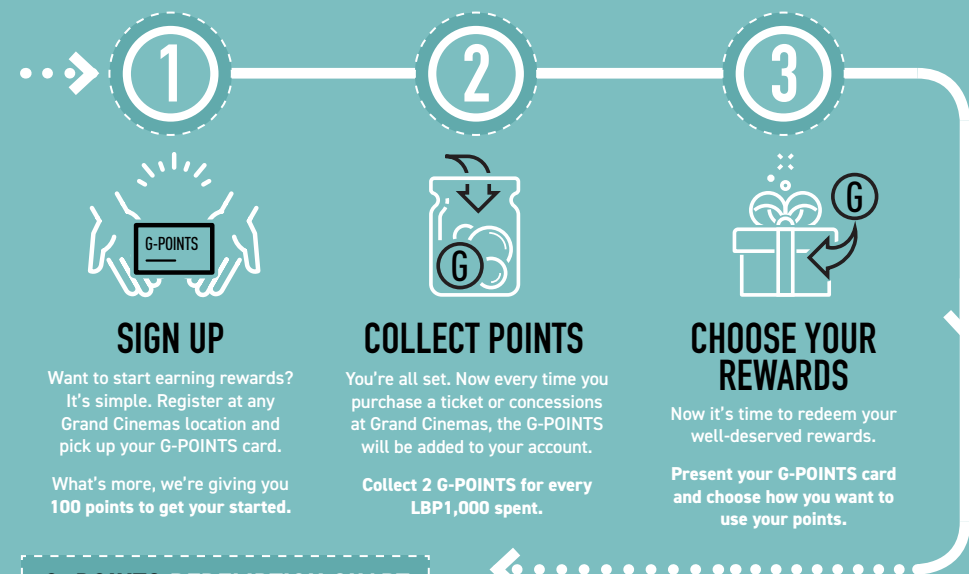 1
2
3
G-POINTS
G
G
SIGN UP
Want to start earning rewards?
It's simple. Register at any
Grand Cinemas location and
pick up your G-POINTS card.
What's more, we're giving you
100 points to get your started.
COLLECT POINTS
You're all set. Now every time you
purchase a ticket or concessions
at Grand Cinemas, the G-POINTS
will be added to your account.
Collect 2 G-POINTS for every
LBP1,000 spent.
CHOOSE YOUR
REWARDS
Now it's time to redeem your
well-deserved rewards.
Present your G-POINTS card
and choose how you want to
use your points.